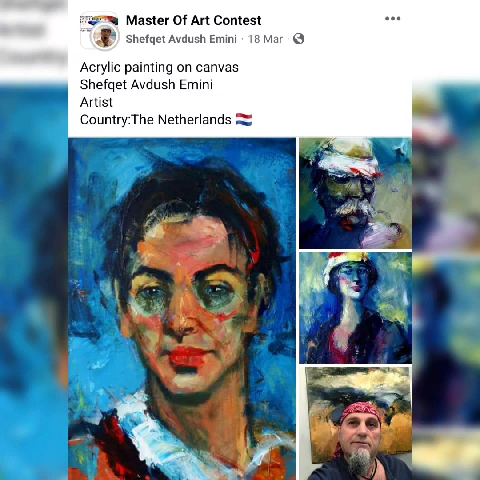 Master Of Art Contest
Shefqet Avdush Emini · 18 Mar ·
Acrylic painting on canvas
Shefqet Avdush Emini
Artist
Country:The Netherlands 🇳🇱